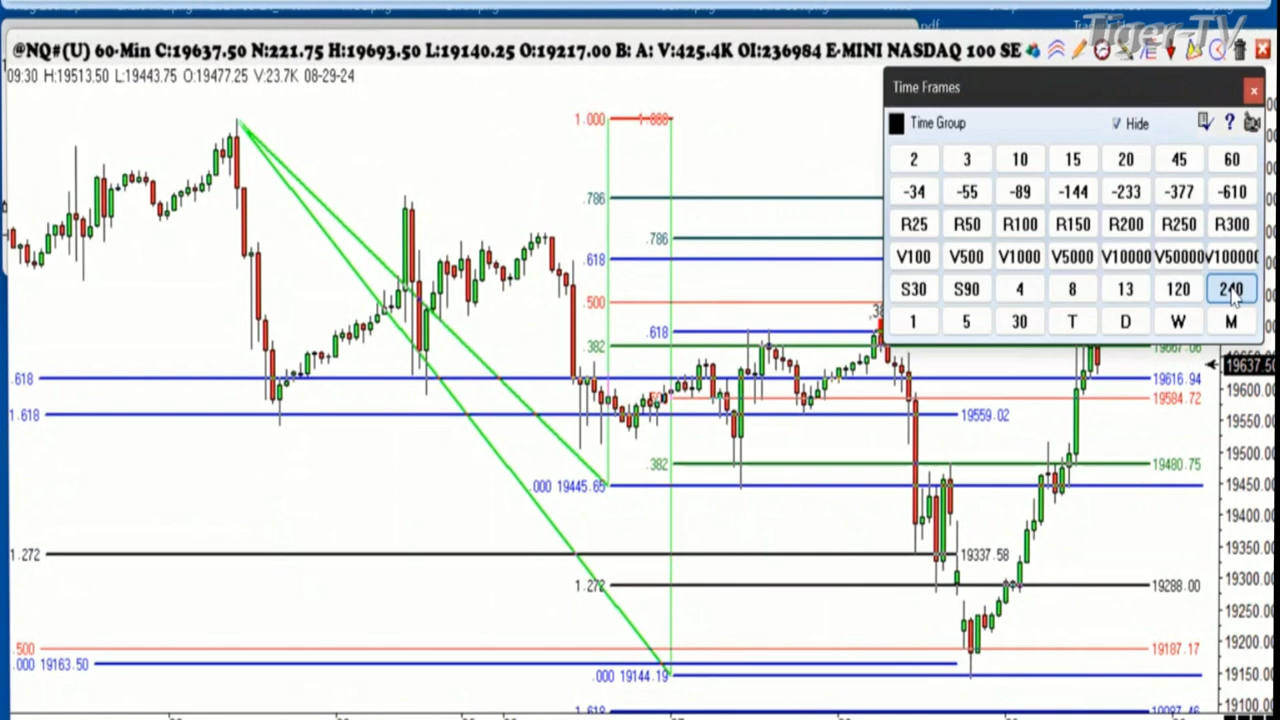 pdf
Tiger-TV
@NQ#(U) 60-Min C:19637.50 N:221.75 H:19693.50 L:19140.25 O:19217.00 B: A: V:425.4K OI:236984 E-MINI NASDAQ 100 SE
09:30 H:19513.50 L:19443.75 O:19477.25 V:23.7K 08-29-24
Time Frames
x
Time Group
Hide
?
2 3 10 15 20 45 60
-34 -55 -89 -144 -233 -377 -610
R25 R50 R100 R150 R200 R250 R300
V100 V500 V1000 V5000 V10000 V50000 V100000
S30 S90 4 8 13 120 240
1 5 30 T D W M
1.000
.786
.786
.618
.500
.618
.382
19667.06
19637.50
.618
19616.94
19600.00
19584.72
1.618
19559.02
19550.00
19500.00
.382
19480.75
.000 19445.65
19450.00
19400.00
19350.00
1.272
19337.58
19300.00
1.272
19288.00
19250.00
19200.00
.500
19187.17
.000 19163.50
.000 19144.19
19150.00
19100.00
1.618